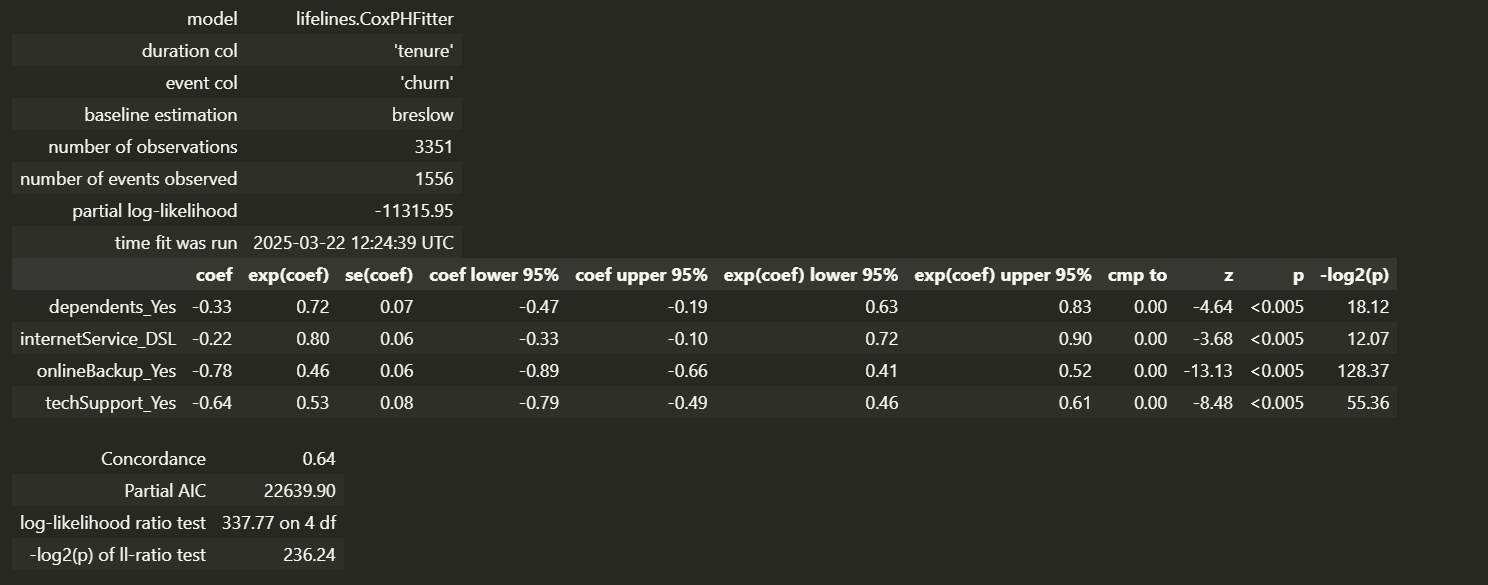 model lifelines.CoxPHFitter
duration col 'tenure'
event col 'churn'
baseline estimation breslow
number of observations 3351
number of events observed 1556
partial log-likelihood -11315.95
time fit was run 2025-03-22 12:24:39 UTC
coef exp(coef) se(coef) coef lower 95% coef upper 95% exp(coef) lower 95% exp(coef) upper 95% cmp to z p -log2(p)
dependents_Yes -0.33 0.72 0.07 -0.47 -0.19 0.63 0.83 0.00 -4.64 <0.005 18.12
internetService_DSL -0.22 0.80 0.06 -0.33 -0.10 0.72 0.90 0.00 -3.68 <0.005 12.07
onlineBackup_Yes -0.78 0.46 0.06 -0.89 -0.66 0.41 0.52 0.00 -13.13 <0.005 128.37
techSupport_Yes -0.64 0.53 0.08 -0.79 -0.49 0.46 0.61 0.00 -8.48 <0.005 55.36
Concordance 0.64
Partial AIC 22639.90
log-likelihood ratio test 337.77 on 4 df
-log2(p) of ll-ratio test 236.24